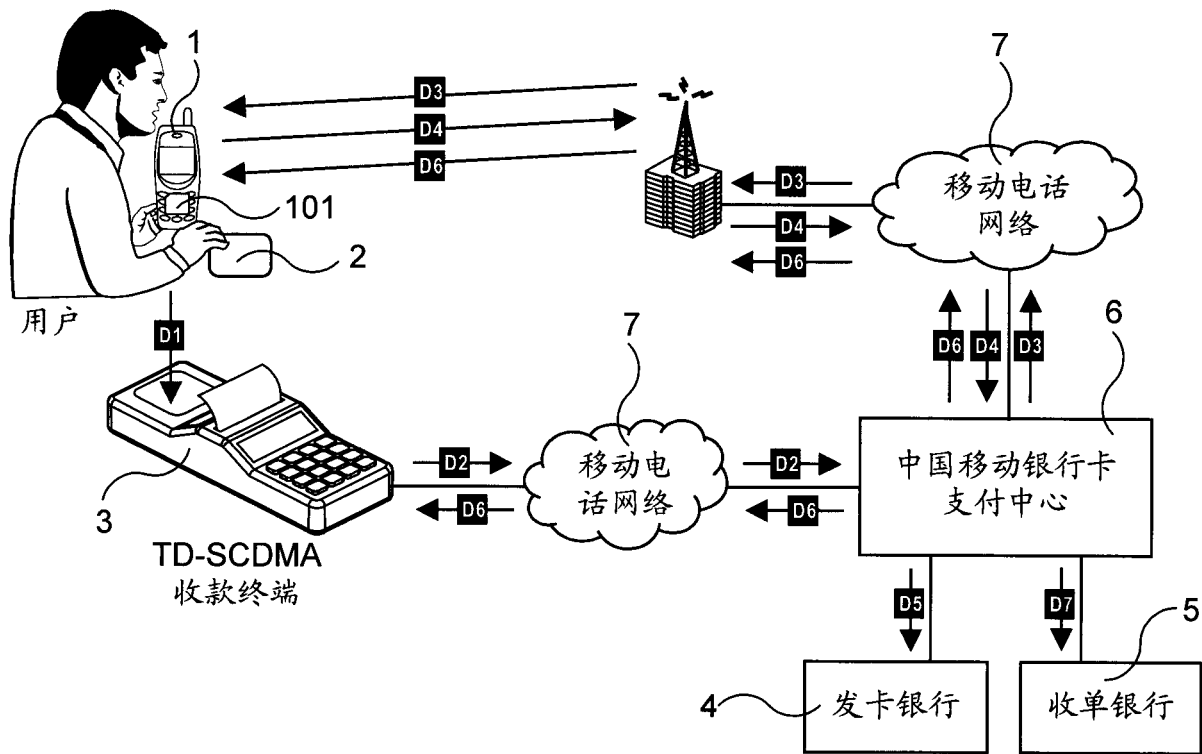 1
D3
D4
D6
101
2
用户
D1
7
移动电话
网络
D3
D4
D6
D6
D4
D3
6
中国移动银行卡
支付中心
3
TD-SCDMA
收款终端
D2
D6
7
移动电
话网络
D2
D6
D5
D7
4
发卡银行
5
收单银行